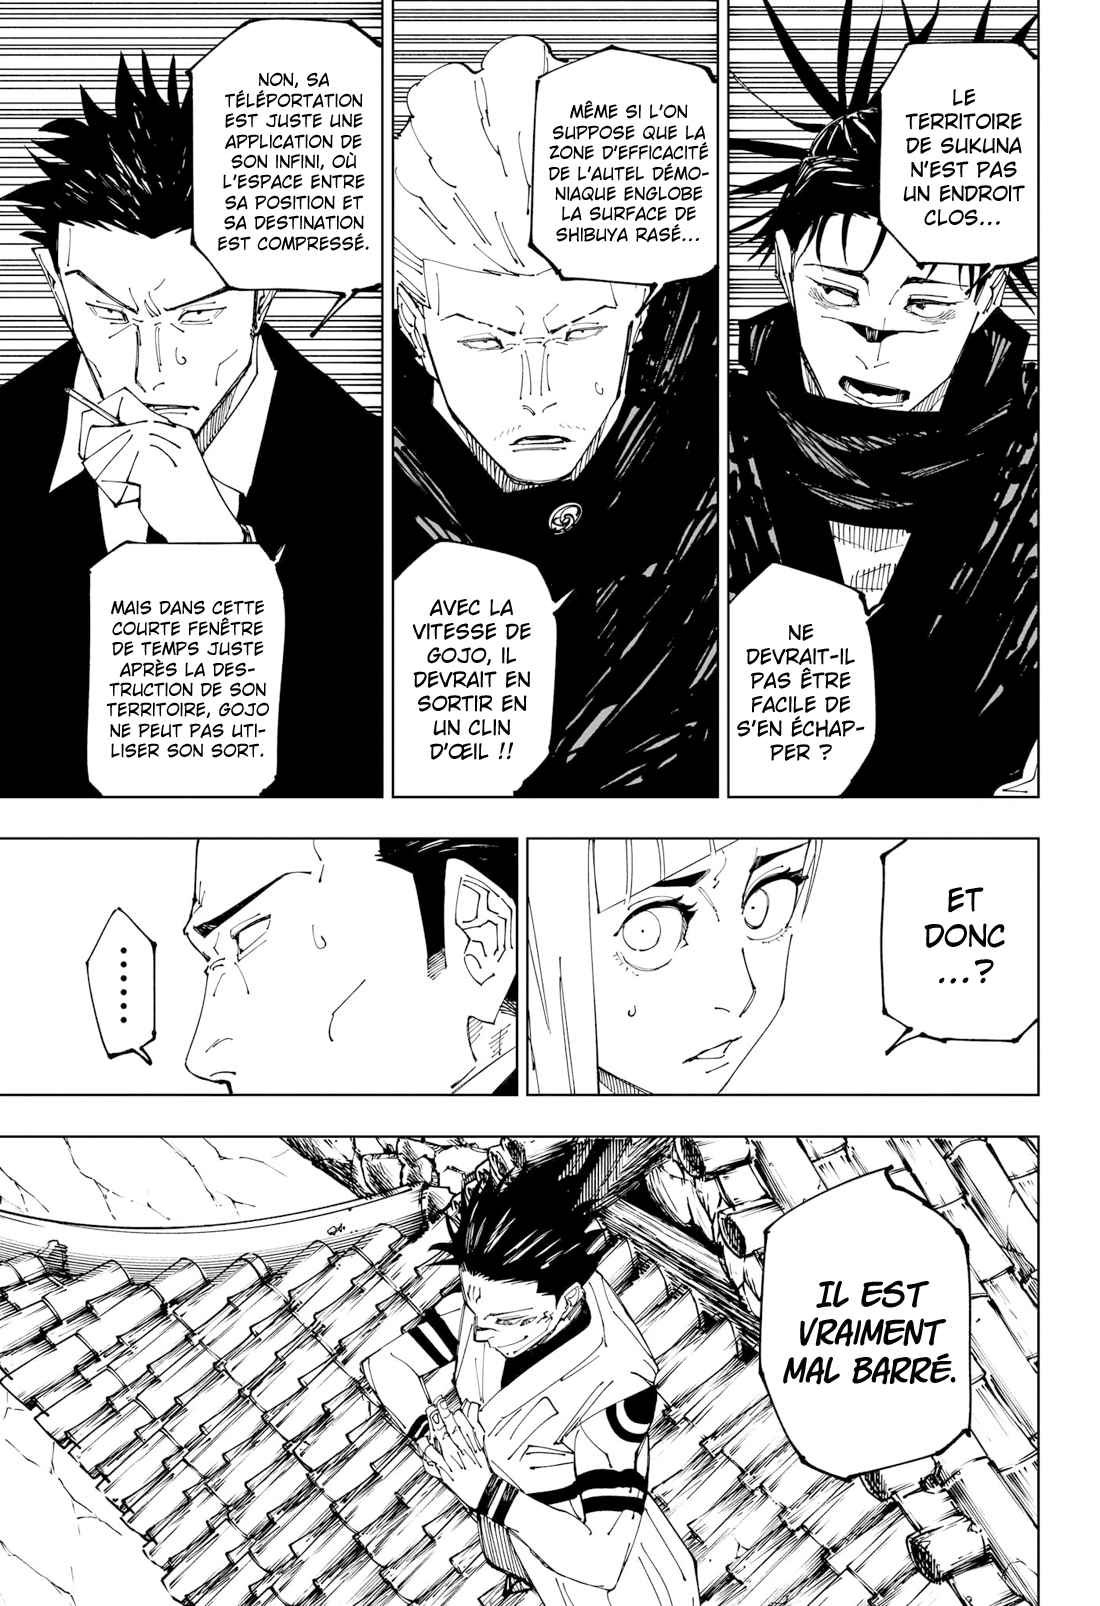 LE
TERRITOIRE
DE SUKUNA
N'EST PAS
UN ENDROIT
CLOS...
NE
DEVRAIT-IL
PAS ÊTRE
FACILE DE
S'EN ÉCHAP-
PER ?
MÊME SI L'ON
SUPPOSE QUE LA
ZONE D'EFFICACITÉ
DE L'AUTEL DÉMO-
NIAQUE ENGLOBE
LA SURFACE DE
SHIBUYA RASÉ...
AVEC LA
VITESSE DE
GOJO, IL
DEVRAIT EN
SORTIR EN
UN CLIN
D'ŒIL !!
NON, SA
TÉLÉPORTATION
EST JUSTE UNE
APPLICATION DE
SON INFINI, OÙ
L'ESPACE ENTRE
SA POSITION ET
SA DESTINATION
EST COMPRESSÉ.
MAIS DANS CETTE
COURTE FENÊTRE
DE TEMPS JUSTE
APRÈS LA DES-
TRUCTION DE SON
TERRITOIRE, GOJO
NE PEUT PAS UTI-
LISER SON SORT.
ET
DONC
...?
......
IL EST
VRAIMENT
MAL BARRÉ.